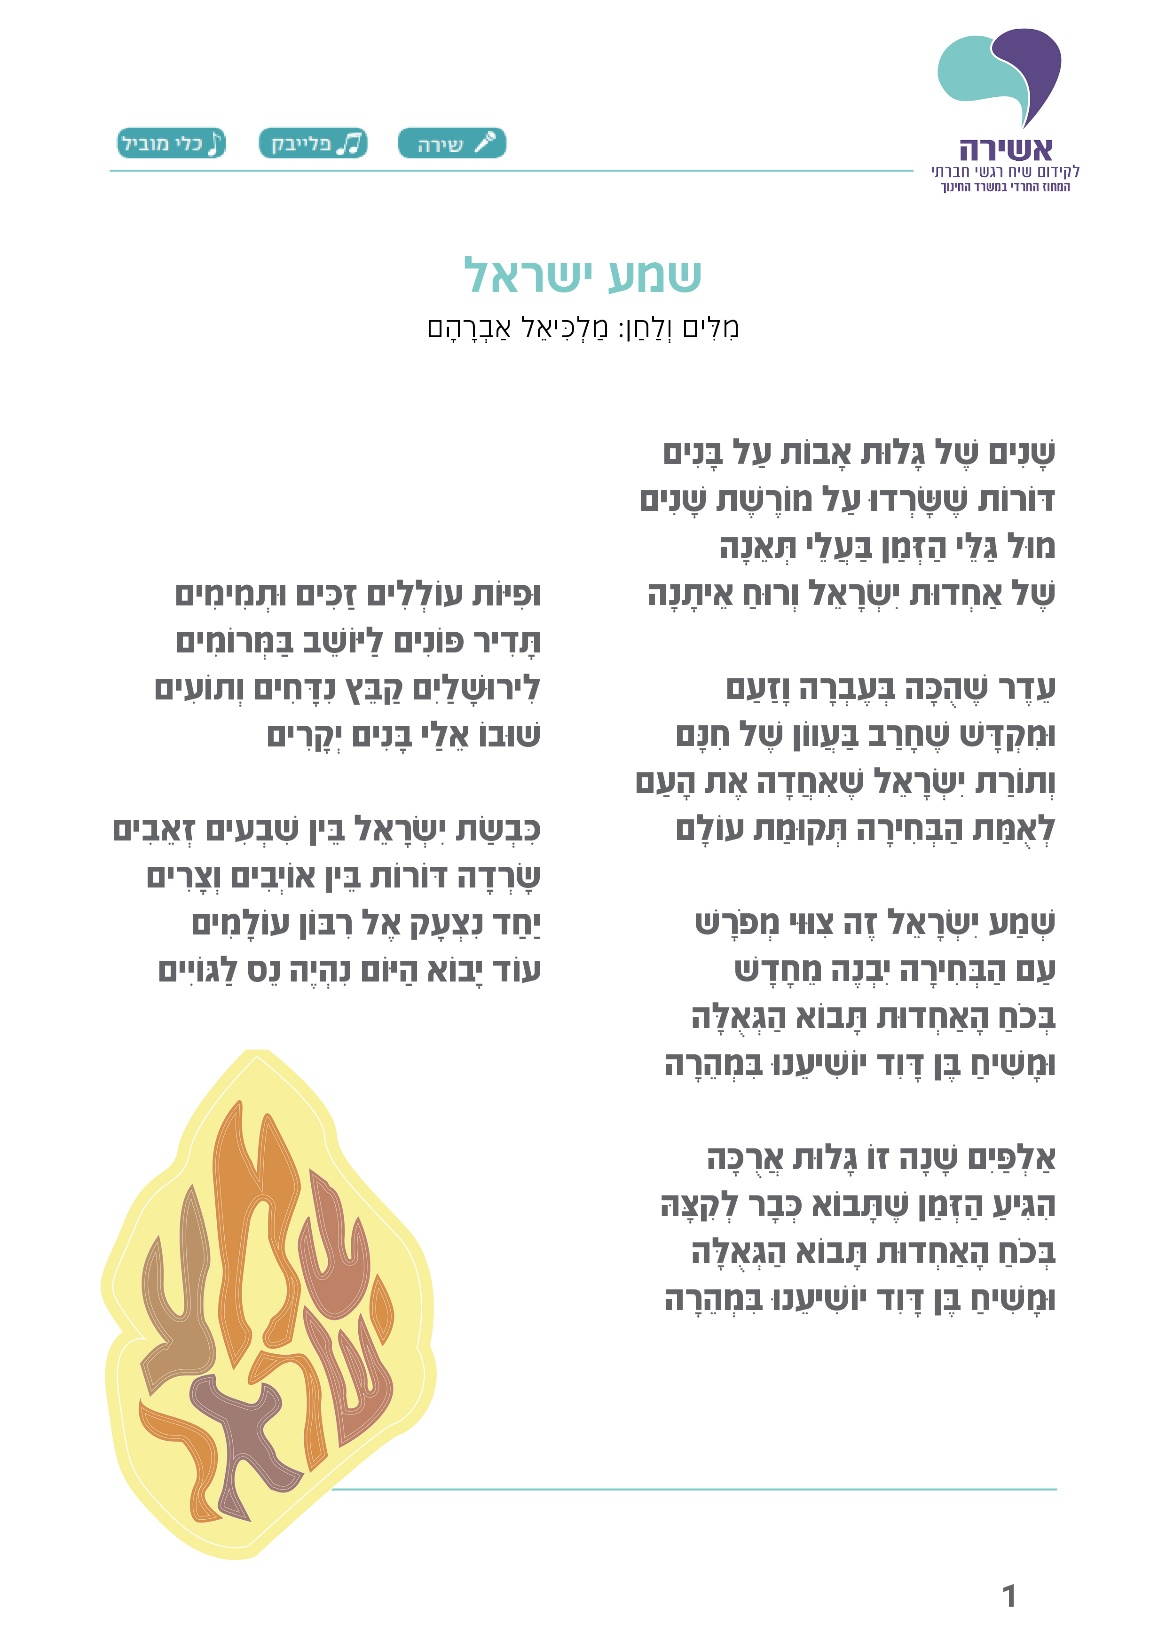 אשירה
לקידום שיח רגשי חברתי
המחוז החרדי במשרד החינוך
שירה
פלייבק
כלי מוביל
שמע ישראל
מִלִּים וְלַחַן: מַלְכִּיאֵל אַבְרָהָם
שָׁנִים שֶׁל גָּלוּת אָבוֹת עַל בָּנִים
דּוֹרוֹת שֶׁשָּׂרְדוּ עַל מוֹרֶשֶׁת שָׁנִים
מוּל גַּלֵּי הַזְּמַן בַּעֲלֵי תְּאֵנָה
שֶׁל אַחְדוּת יִשְׂרָאֵל וְרוּחַ אֵיתָנָה
עֵדֶר שֶׁהֻכָּה בְּעֶבְרָה וָזַעַם
וּמִקְדָּשׁ שֶׁחָרַב בַּעֲווֹן שֶׁל חִנָּם
וְתוֹרַת יִשְׂרָאֵל שֶׁאִחֲדָה אֶת הָעַם
לְאֻמַּת הַבְּחִירָה תְּקוּמַת עוֹלָם
שְׁמַע יִשְׂרָאֵל זֶה צִוּוּי מְפֹרָשׁ
עַם הַבְּחִירָה יִבְנֶה מֵחָדָשׁ
בְּכֹחַ הָאַחְדוּת תָּבוֹא הַגְּאֻלָּה
וּמָשִׁיחַ בֶּן דָּוִד יוֹשִׁיעֵנוּ בִּמְהֵרָה
אַלְפַּיִם שָׁנָה זוֹ גָּלוּת אֲרֻכָּה
הִגִּיעַ הַזְּמַן שֶׁתָּבוֹא כְּבָר לְקִצָּהּ
בְּכֹחַ הָאַחְדוּת תָּבוֹא הַגְּאֻלָּה
וּמָשִׁיחַ בֶּן דָּוִד יוֹשִׁיעֵנוּ בִּמְהֵרָה
וּפִיּוֹת עוֹלְלִים זַכִּים וּתְמִימִים
תָּדִיר פּוֹנִים לַיּוֹשֵׁב בַּמְּרוֹמִים
לִירוּשָׁלַיִם קַבֵּץ נִדָּחִים וְתוֹעִים
שׁוּבוֹ אֵלַי בָּנִים יְקָרִים
כִּבְשַׂת יִשְׂרָאֵל בֵּין שִׁבְעִים זְאֵבִים
שָׂרְדָה דּוֹרוֹת בֵּין אוֹיְבִים וְצָרִים
יַחַד נִצְעָק אֶל רִבּוֹן עוֹלָמִים
עוֹד יָבוֹא הַיּוֹם נִהְיֶה נֵס לַגּוֹיִים
שמע
ישראל
1